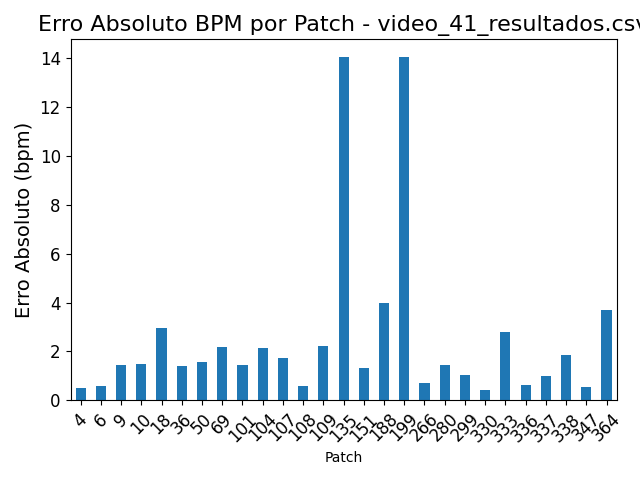 Erro Absoluto BPM por Patch - video_41_resultados.csv
Erro Absoluto (bpm)
14
12
10
8
6
4
2
0
4 6 9 10 18 36 50 69 101 104 107 108 109 135 151 188 199 266 280 299 330 333 336 337 338 347 364
Patch